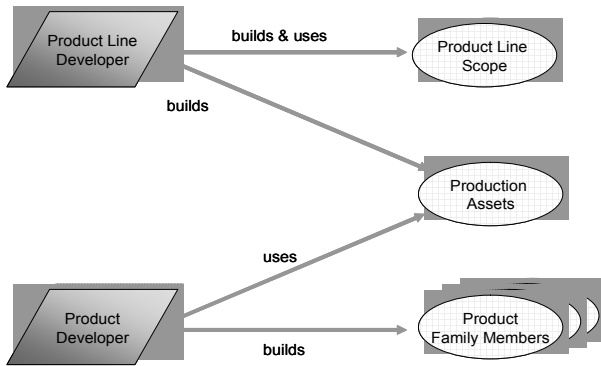 Product Line
Developer
builds & uses
Product Line
Scope
builds
Production
Assets
uses
Product
Developer
builds
Product
Family Members